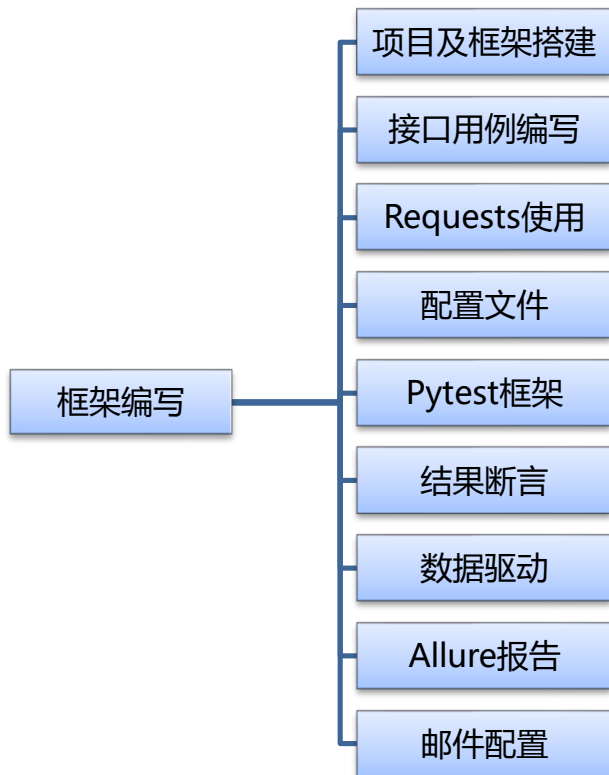 项目及框架搭建
接口用例编写
Requests使用
配置文件
框架编写
Pytest框架
结果断言
数据驱动
Allure报告
邮件配置